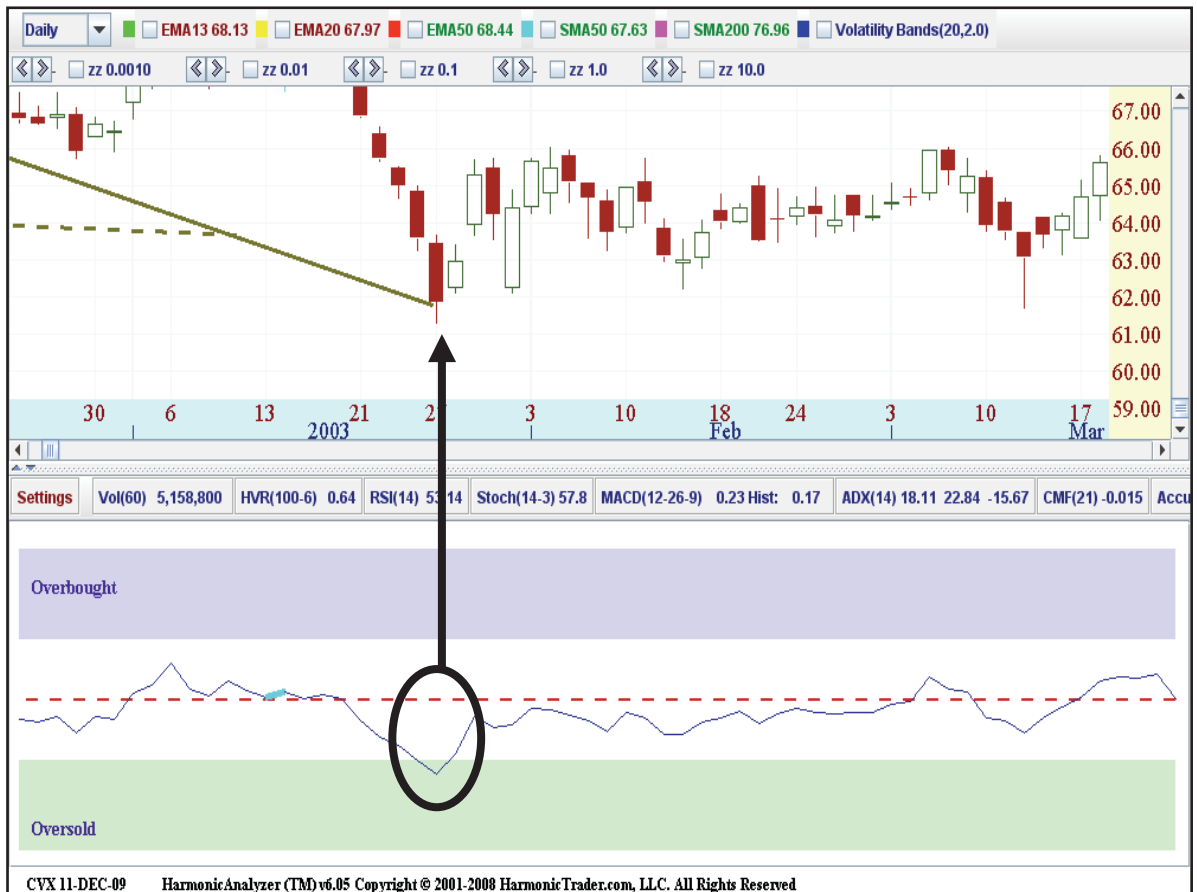 Daily EMA13 68.13 EMA20 67.97 EMA50 68.44 SMA50 67.63 SMA200 76.96 Volatility Bands(20,2.0)
zz 0.0010 zz 0.01 zz 0.1 zz 1.0 zz 10.0
67.00
66.00
65.00
64.00
63.00
62.00
61.00
60.00
59.00
30 6 13 21 3 10 18 24 3 10 17
2003 Feb Mar
Settings Vol(60) 5,158,800 HVR(100-6) 0.64 RSI(14) Stoch(14-3) 57.8 MACD(12-26-9) 0.23 Hist: 0.17 ADX(14) 18.11 22.84 -15.67 CMF(21) -0.015 Accu
Overbought
Oversold
CVX 11-DEC-09 HarmonicAnalyzer (TM) v6.05 Copyright © 2001-2008 HarmonicTrader.com, LLC. All Rights Reserved